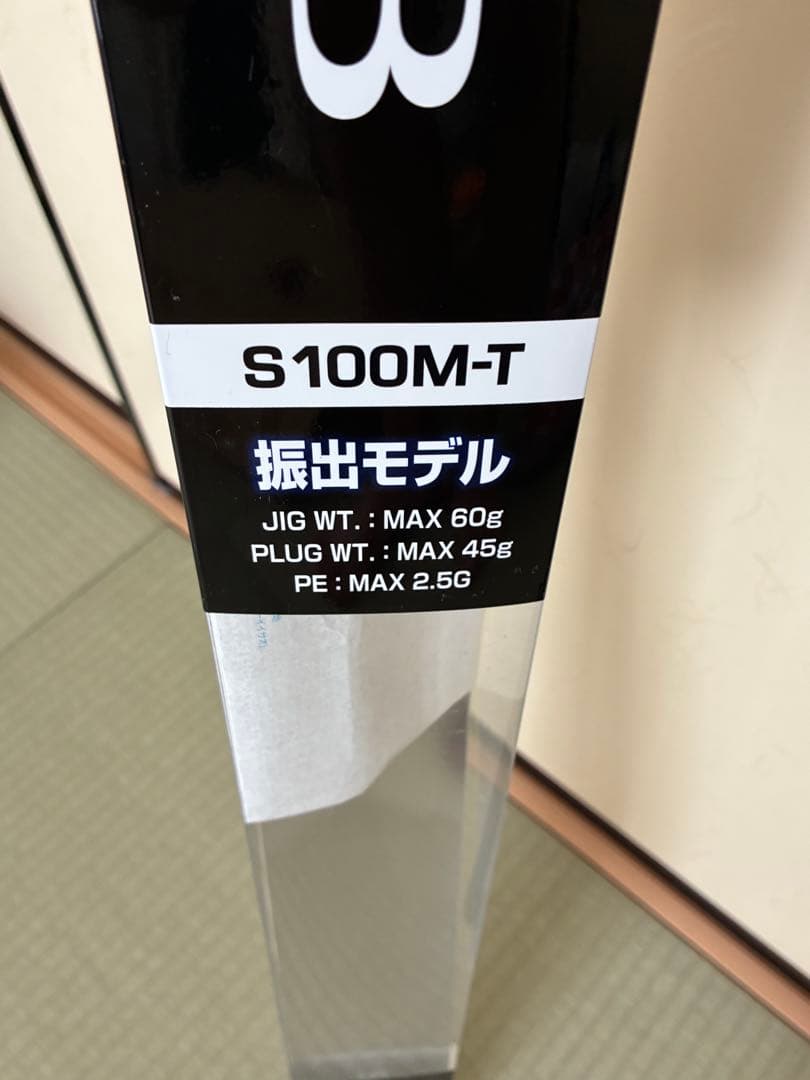 B
S100M-T
振出モデル
JIG WT. : MAX 60g
PLUG WT. : MAX 45g
PE : MAX 2.5G